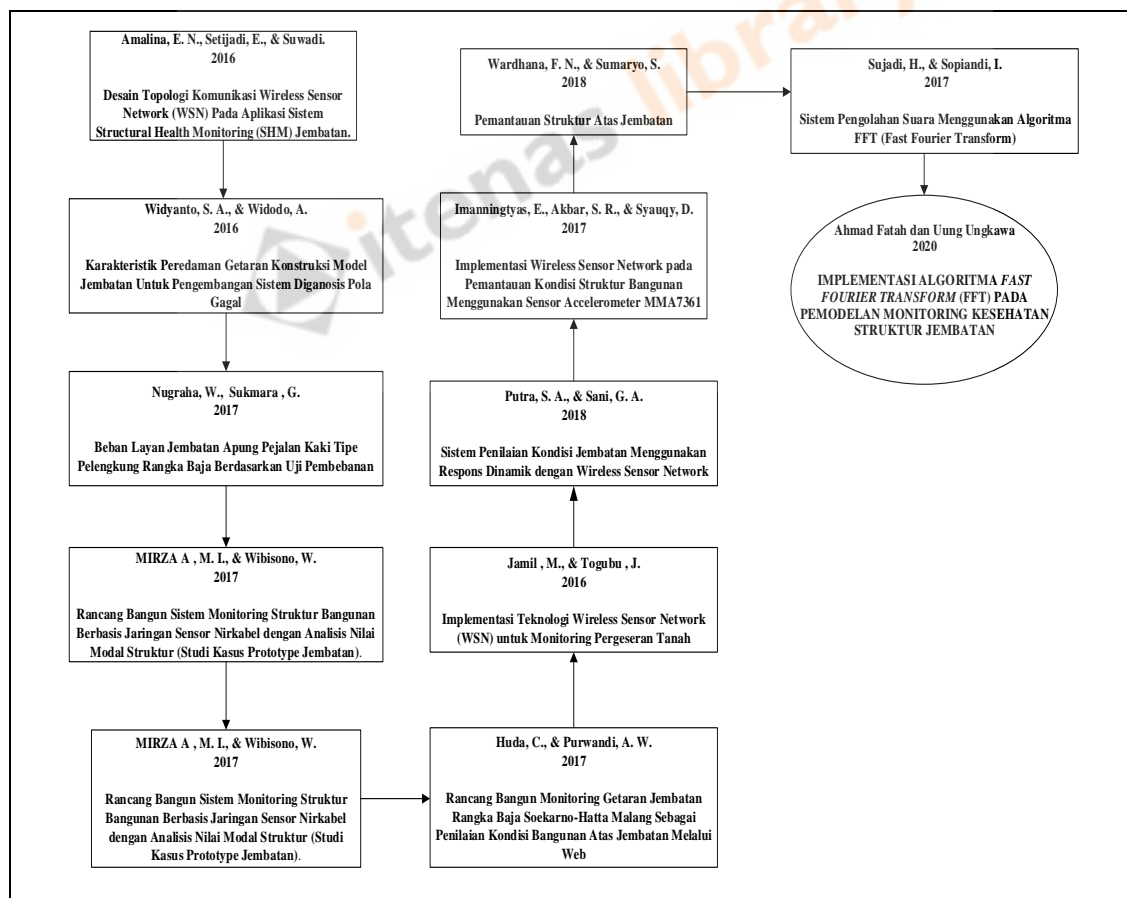 Amalina, E. N., Setijadi, E., & Suwadi.
2016
Desain Topologi Komunikasi Wireless Sensor
Network (WSN) Pada Aplikasi Sistem
Structural Health Monitoring (SHM) Jembatan.
Widyanto, S. A., & Widodo, A.
2016
Karakteristik Peredaman Getaran Konstruksi Model
Jembatan Untuk Pengembangan Sistem Diganosis Pola
Gagal
Nugraha, W., Sukmara , G.
2017
Beban Layan Jembatan Apung Pejalan Kaki Tipe
Pelengkung Rangka Baja Berdasarkan Uji Pembebanan
MIRZA A , M. I., & Wibisono, W.
2017
Rancang Bangun Sistem Monitoring Struktur Bangunan
Berbasis Jaringan Sensor Nirkabel dengan Analisis Nilai
Modal Struktur (Studi Kasus Prototype Jembatan).
MIRZA A , M. I., & Wibisono, W.
2017
Rancang Bangun Sistem Monitoring Struktur
Bangunan Berbasis Jaringan Sensor Nirkabel
dengan Analisis Nilai Modal Struktur (Studi
Kasus Prototype Jembatan).
Huda, C., & Purwandi, A. W.
2017
Rancang Bangun Monitoring Getaran Jembatan
Rangka Baja Soekarno-Hatta Malang Sebagai
Penilaian Kondisi Bangunan Atas Jembatan Melalui
Web
Jamil , M., & Togubu , J.
2016
Implementasi Teknologi Wireless Sensor Network
(WSN) untuk Monitoring Pergeseran Tanah
Putra, S. A., & Sani, G. A.
2018
Sistem Penilaian Kondisi Jembatan Menggunakan
Respons Dinamik dengan Wireless Sensor Network
Imanningtyas, E., Akbar, S. R., & Syauqy, D.
2017
Implementasi Wireless Sensor Network pada
Pemantauan Kondisi Struktur Bangunan
Menggunakan Sensor Accelerometer MMA7361
Wardhana, F. N., & Sumaryo, S.
2018
Pemantauan Struktur Atas Jembatan
Sujadi, H., & Sopiandi, I.
2017
Sistem Pengolahan Suara Menggunakan Algoritma
FFT (Fast Fourier Transform)
Ahmad Fatah dan Uung Ungkawa
2020
IMPLEMENTASI ALGORITMA FAST
FOURIER TRANSFORM (FFT) PADA
PEMODELAN MONITORING KESEHATAN
STRUKTUR JEMBATAN
itenas library